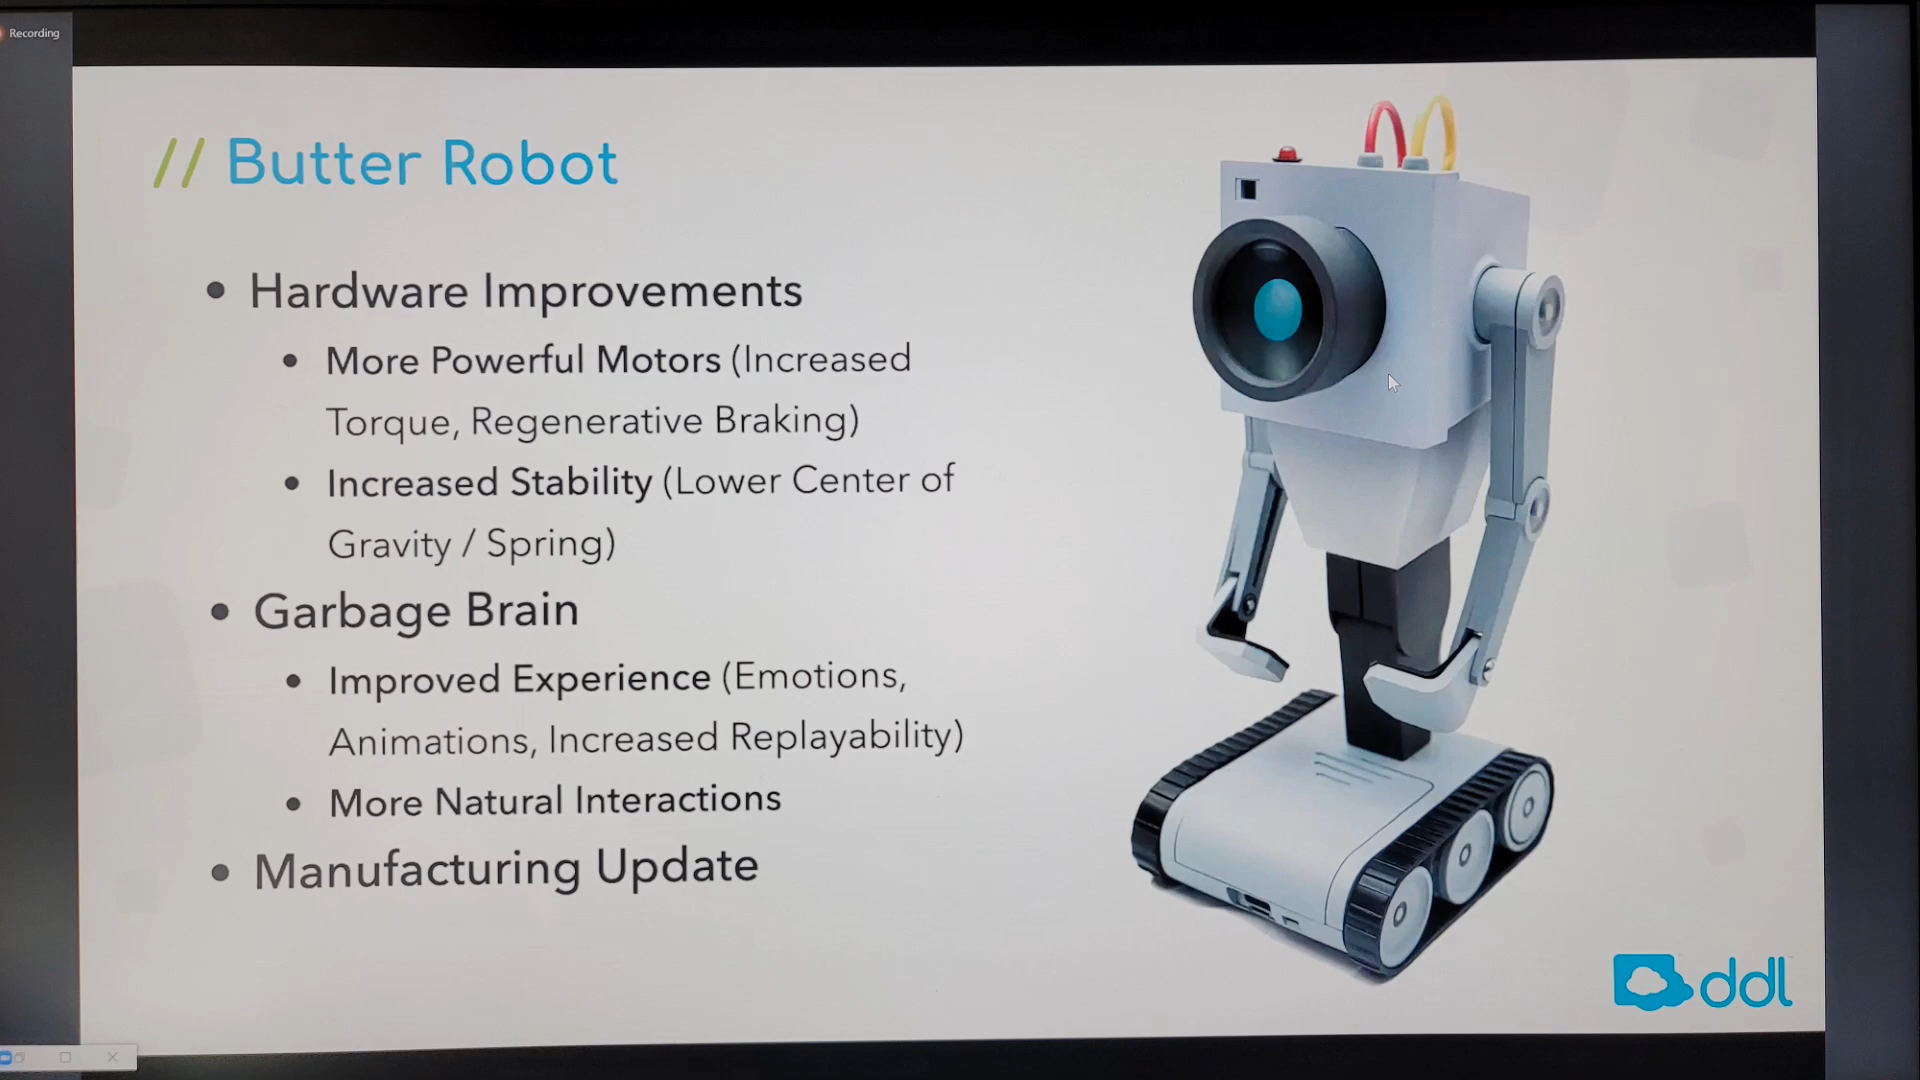 Recording
// Butter Robot
• Hardware Improvements
• More Powerful Motors (Increased
Torque, Regenerative Braking)
• Increased Stability (Lower Center of
Gravity / Spring)
• Garbage Brain
• Improved Experience (Emotions,
Animations, Increased Replayability)
• More Natural Interactions
• Manufacturing Update
ddl